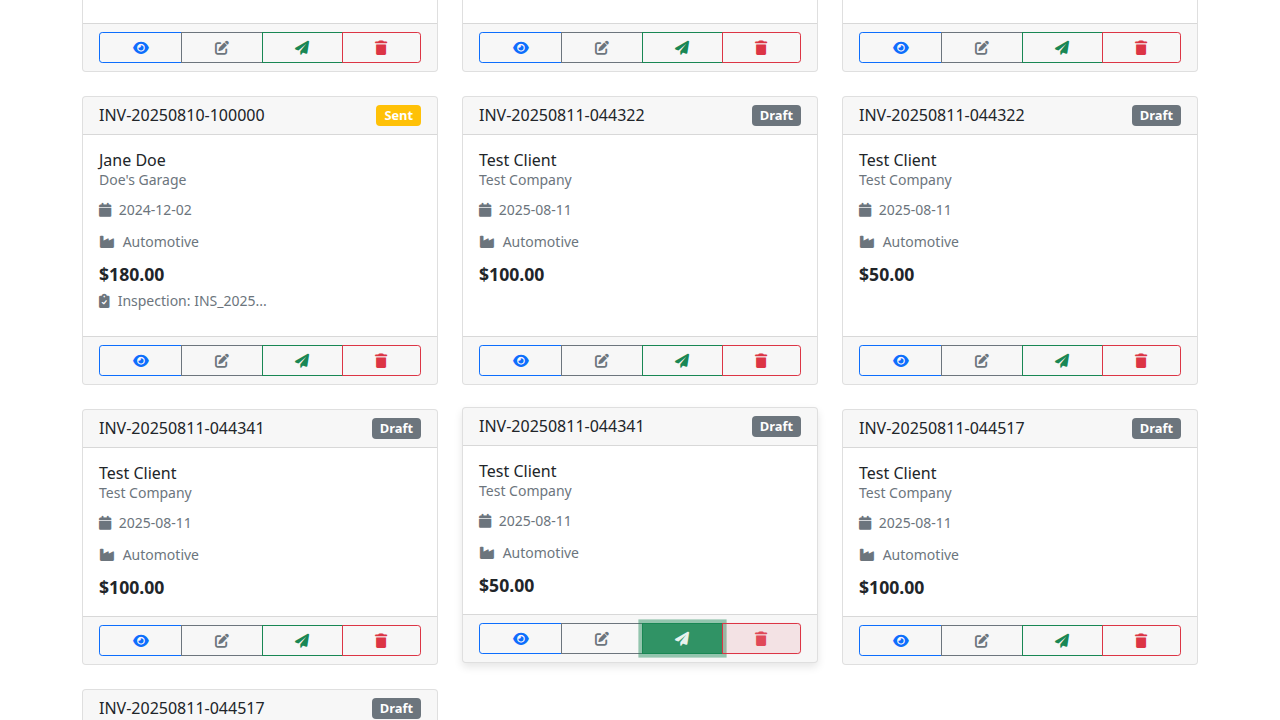 INV-20250810-100000 Sent
Jane Doe
Doe's Garage
2024-12-02
Automotive
$180.00
Inspection: INS_2025...
INV-20250811-044322 Draft
Test Client
Test Company
2025-08-11
Automotive
$100.00
INV-20250811-044322 Draft
Test Client
Test Company
2025-08-11
Automotive
$50.00
INV-20250811-044341 Draft
Test Client
Test Company
2025-08-11
Automotive
$100.00
INV-20250811-044341 Draft
Test Client
Test Company
2025-08-11
Automotive
$50.00
INV-20250811-044517 Draft
Test Client
Test Company
2025-08-11
Automotive
$100.00
INV-20250811-044517 Draft